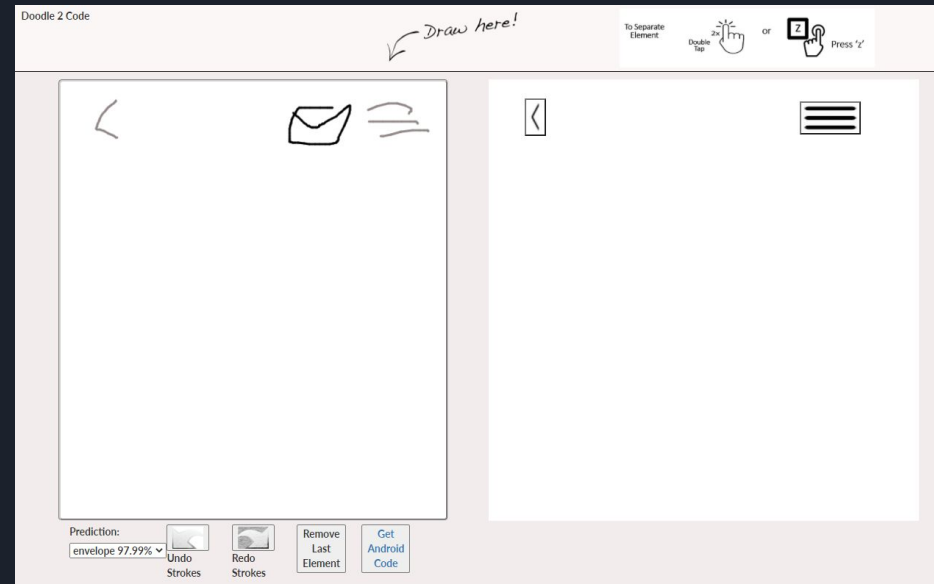 Doodle 2 Code
Draw here!
To Separate
Element
2x
Double
Tap
or
Z
Press 'z'
Prediction:
envelope 97.99%
Undo
Strokes
Redo
Strokes
Remove
Last
Element
Get
Android
Code